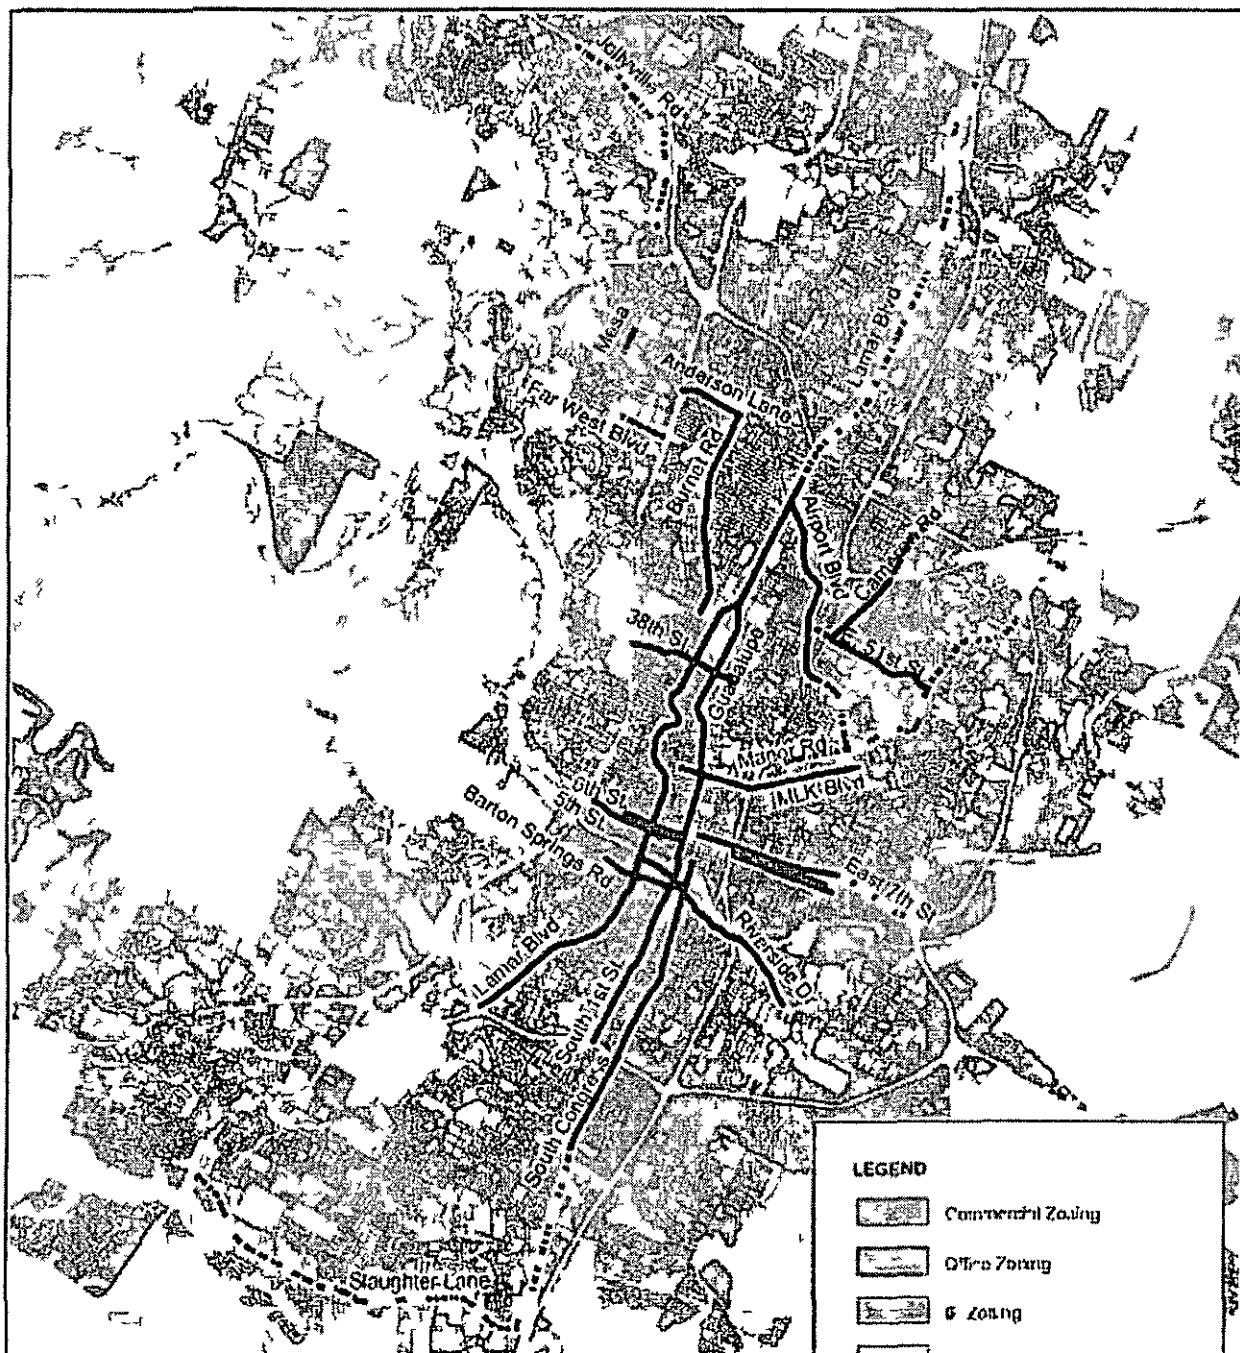 Jollyville Rd
Lamar Blvd
Mesa
Anderson Lane
Far West Blvd
Burnet Rd
Airport Blvd
Cameron Rd
38th St
E 51st St
Guadalupe
Manor Rd
MLK Blvd
6th St
5th St
Barton Springs Rd
East 7th St
Riverside Dr
Lamar Blvd
South 1st St
South Congress
Slaughter Lane
LEGEND
Commercial Zoning
Office Zoning
Zoning